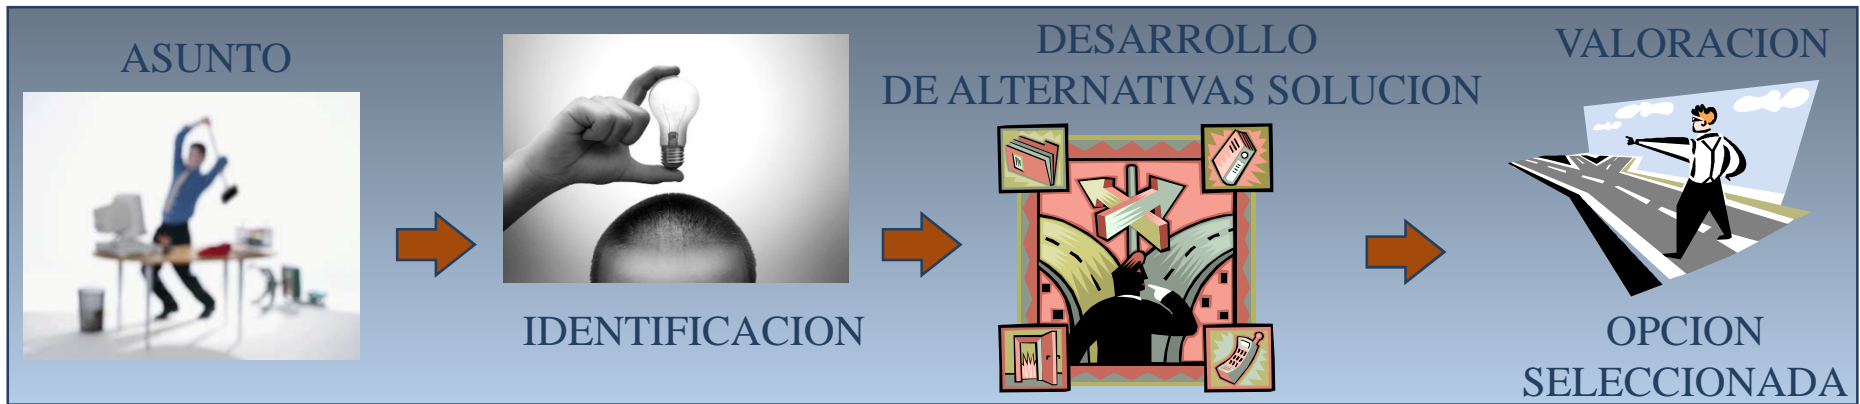 ASUNTO
IDENTIFICACION
DESARROLLO
DE ALTERNATIVAS SOLUCION
VALORACION
OPCION
SELECCIONADA